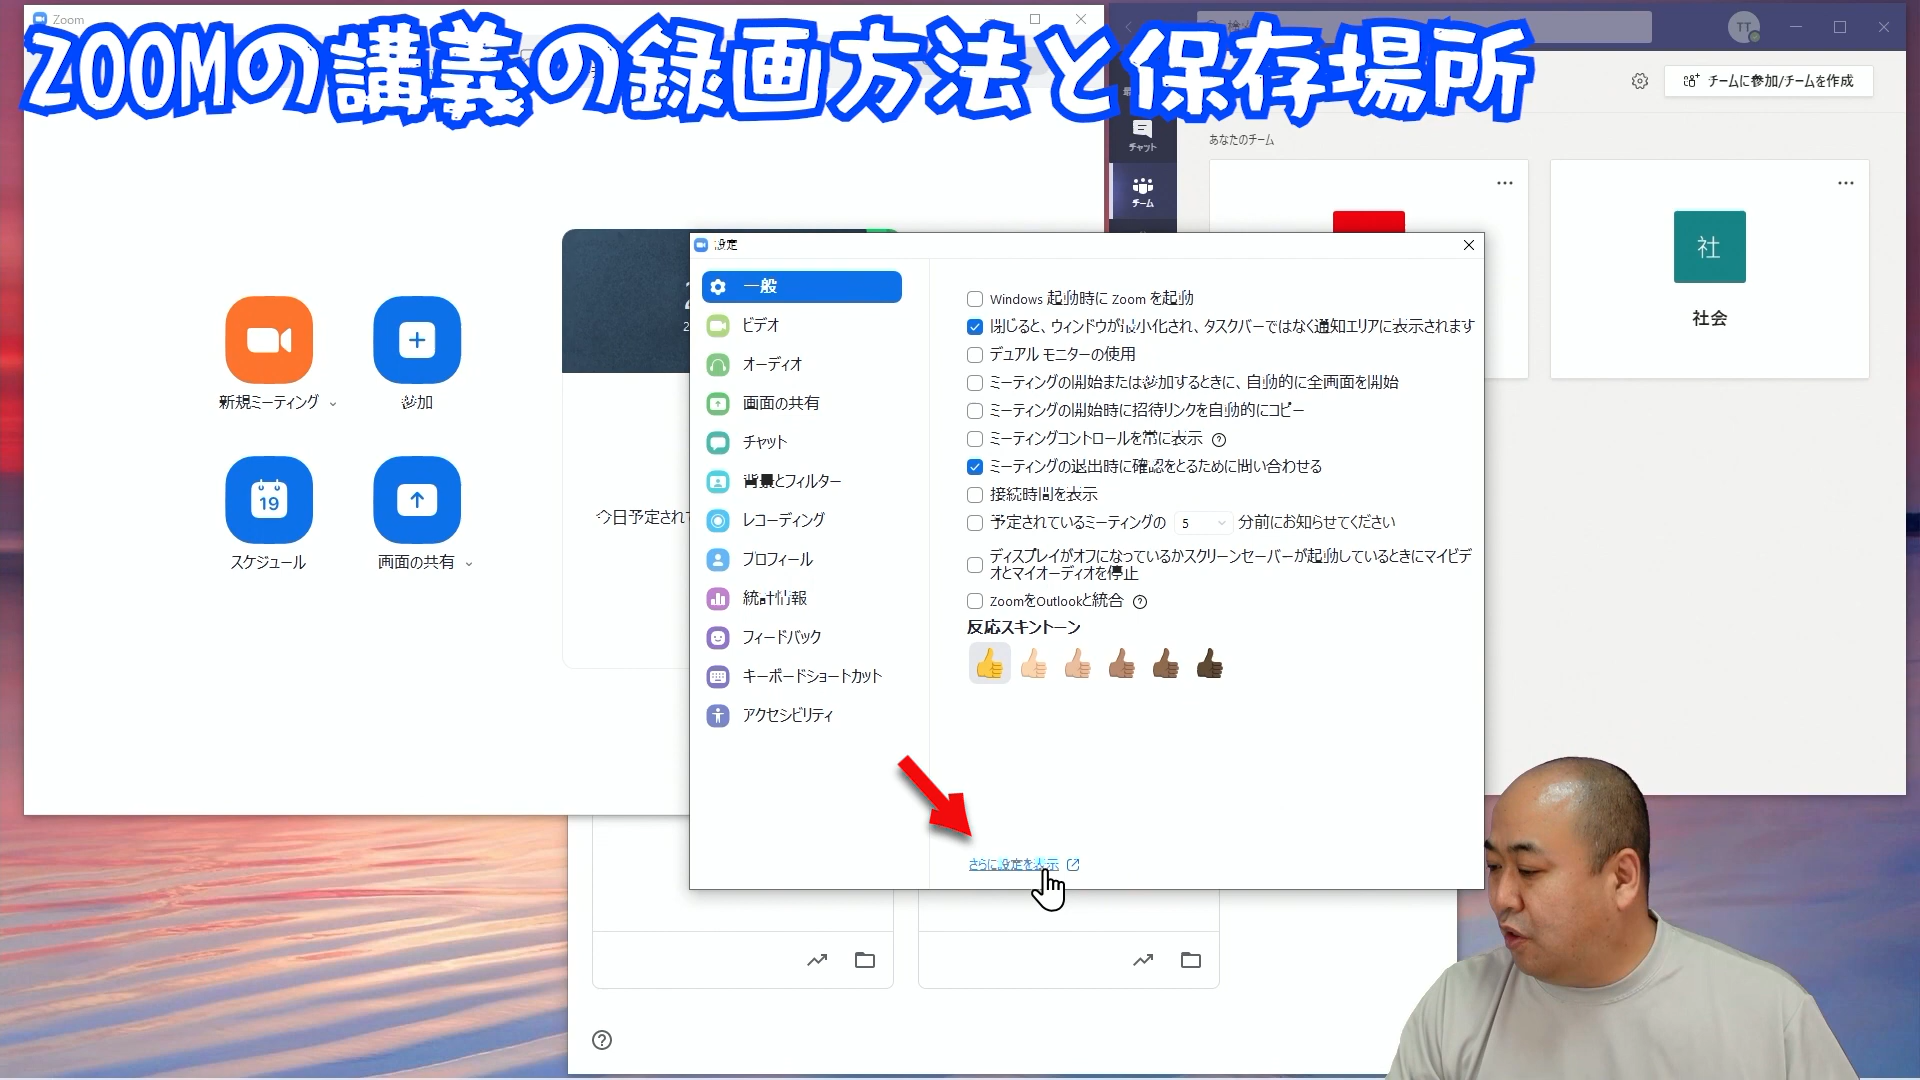 Zoom
ZOOMの講義の録画方法と保存場所
TT
チームに参加/チームを作成
チャット
あなたのチーム
チーム
社
社会
新規ミーティング
参加
19
スケジュール
画面の共有
今日予定され
設定
一般
ビデオ
オーディオ
画面の共有
チャット
背景とフィルター
レコーディング
プロフィール
統計情報
フィードバック
キーボードショートカット
アクセシビリティ
Windows 起動時に Zoom を起動
閉じると、ウィンドウが最小化され、タスクバーではなく通知エリアに表示されます
デュアル モニターの使用
ミーティングの開始または参加するときに、自動的に全画面を開始
ミーティングの開始時に招待リンクを自動的にコピー
ミーティングコントロールを常に表示
ミーティングの退出時に確認をとるために問い合わせる
接続時間を表示
予定されているミーティングの 5 分前にお知らせてください
ディスプレイがオフになっているかスクリーンセーバーが起動しているときにマイビデ
オとマイオーディオを停止
ZoomをOutlookと統合
反応スキントーン
さらに設定を表示